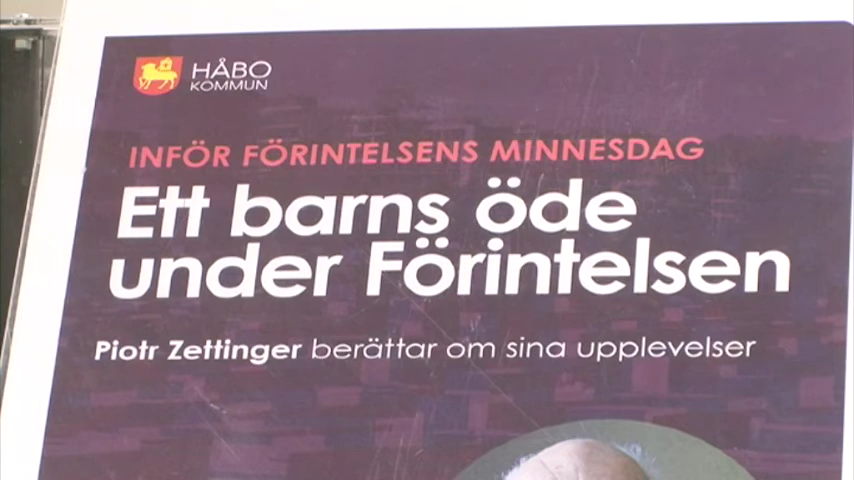 HÅBO
KOMMUN
INFÖR FÖRINTELSENS MINNESDAG
Ett barns öde
under Förintelsen
Piotr Zettinger berättar om sina upplevelser